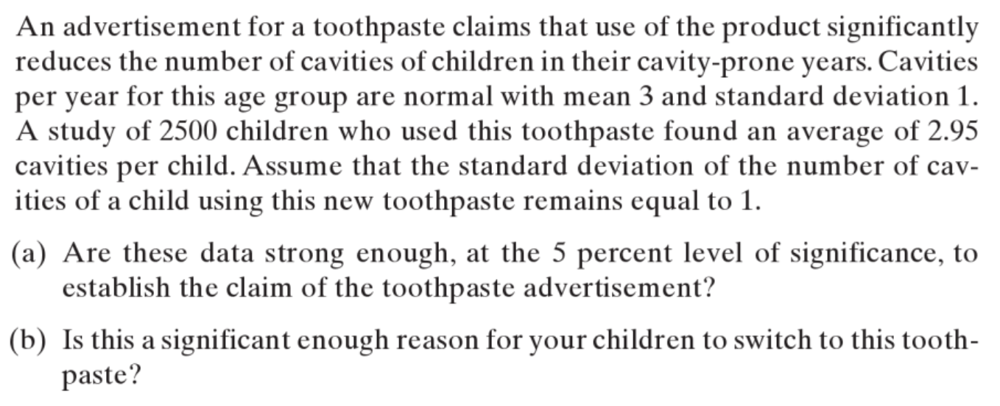 An advertisement for a toothpaste claims that use of the product significantly
reduces the number of cavities of children in their cavity-prone years. Cavities
per year for this age group are normal with mean 3 and standard deviation 1.
A study of 2500 children who used this toothpaste found an average of 2.95
cavities per child. Assume that the standard deviation of the number of cav-
ities of a child using this new toothpaste remains equal to 1.
(a) Are these data strong enough, at the 5 percent level of significance, to
establish the claim of the toothpaste advertisement?
(b) Is this a significant enough reason for your children to switch to this tooth-
paste?